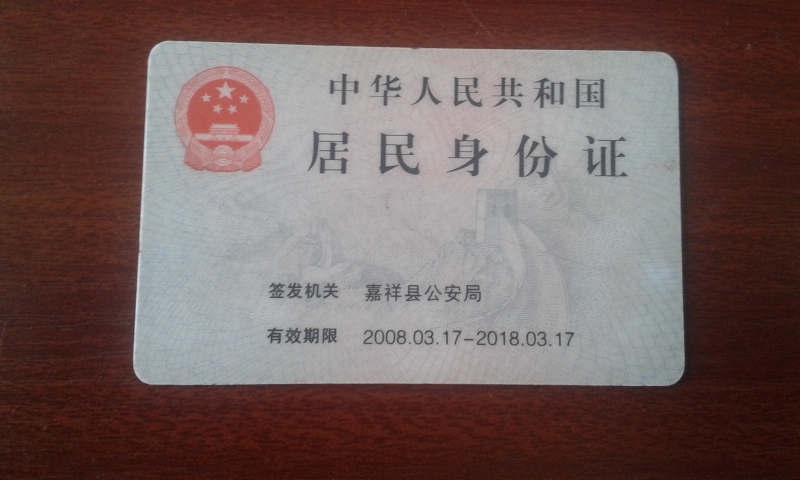 中华人民共和国
居民身份证
签发机关 嘉祥县公安局
有效期限 2008.03.17-2018.03.17